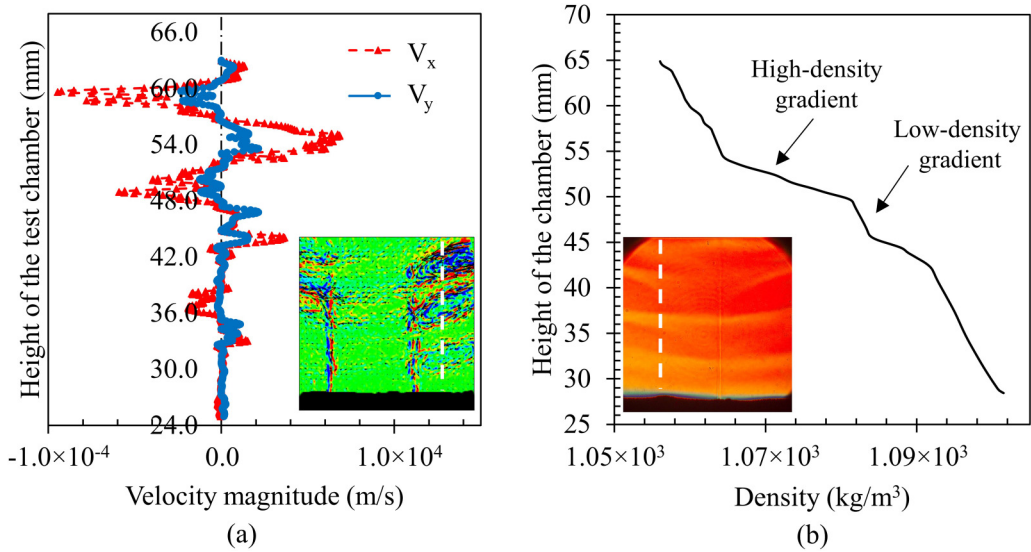 66.0
60.0
54.0
48.0
42.0
36.0
30.0
24.0
Height of the test chamber (mm)
Vx
Vy
-1.0×10⁻⁴
0.0
1.0×10⁴
Velocity magnitude (m/s)
(a)
70
65
60
55
50
45
40
35
30
25
Height of the chamber (mm)
High-density
gradient
Low-density
gradient
1.05×10³
1.07×10³
1.09×10³
Density (kg/m³)
(b)